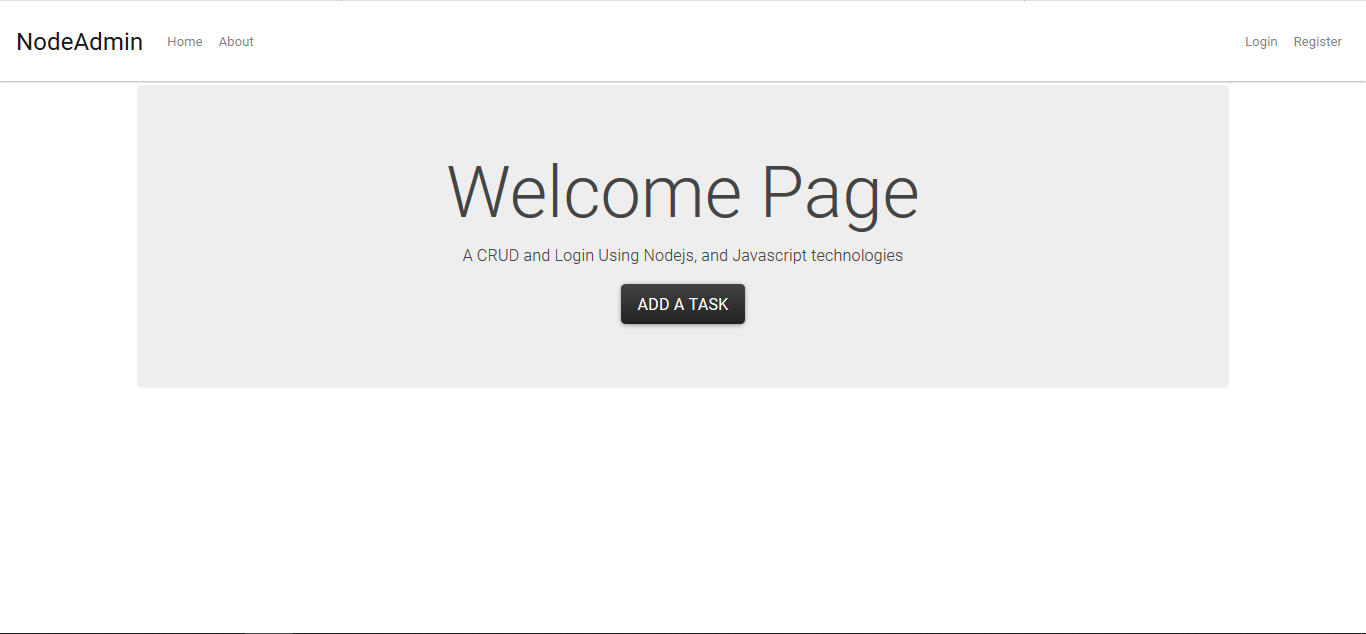 NodeAdmin Home About Login Register
Welcome Page
A CRUD and Login Using Nodejs, and Javascript technologies
ADD A TASK